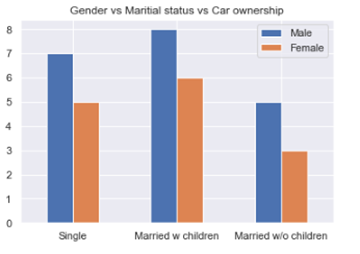 Gender vs Maritial status vs Car ownership
Male
Female
8
7
6
5
4
3
2
1
0
Single
Married w children
Married w/o children